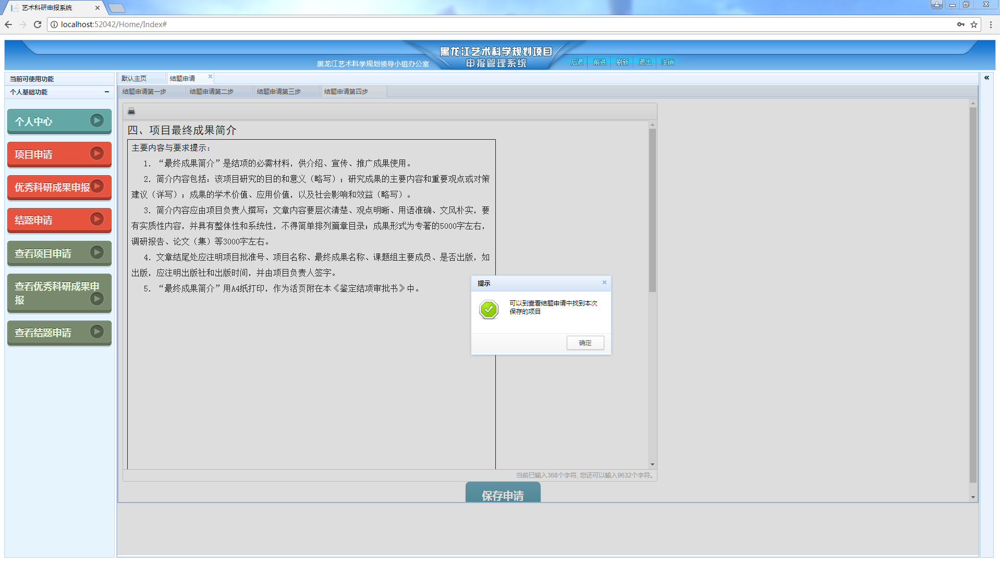 艺术科研申报系统
localhost:52042/Home/Index#
黑龙江艺术科学规划领导小组办公室
黑龙江艺术科学规划项目
申报管理系统
后退 前进 刷新 退出 注销
当前可使用功能
个人基础功能
个人中心
项目申请
优秀科研成果申报
结题申请
查看项目申请
查看优秀科研成果申
报
查看结题申请
默认主页 结题申请
结题申请第一步 结题申请第二步 结题申请第三步 结题申请第四步
四、项目最终成果简介
主要内容与要求提示：
1. “最终成果简介”是结项的必需材料，供介绍、宣传、推广成果使用。
2. 简介内容包括：该项目研究的目的和意义（略写）；研究成果的主要内容和重要观点或对策
建议（详写）；成果的学术价值、应用价值，以及社会影响和效益（略写）。
3. 简介内容应由项目负责人撰写；文章内容要层次清楚、观点明晰、用语准确、文风朴实，要
有实质性内容，并具有整体性和系统性，不得简单排列篇章目录；成果形式为专著的5000字左右，
调研报告、论文（集）等3000字左右。
4. 文章结尾处应注明项目批准号、项目名称、最终成果名称、课题组主要成员、是否出版，如
出版，应注明出版社和出版时间，并由项目负责人签字。
5. “最终成果简介”用A4纸打印，作为活页附在本《鉴定结项审批书》中。
提示
可以到查看结题申请中找到本次
保存的项目
确定
当前已输入368个字符, 您还可以输入9632个字符。
保存申请